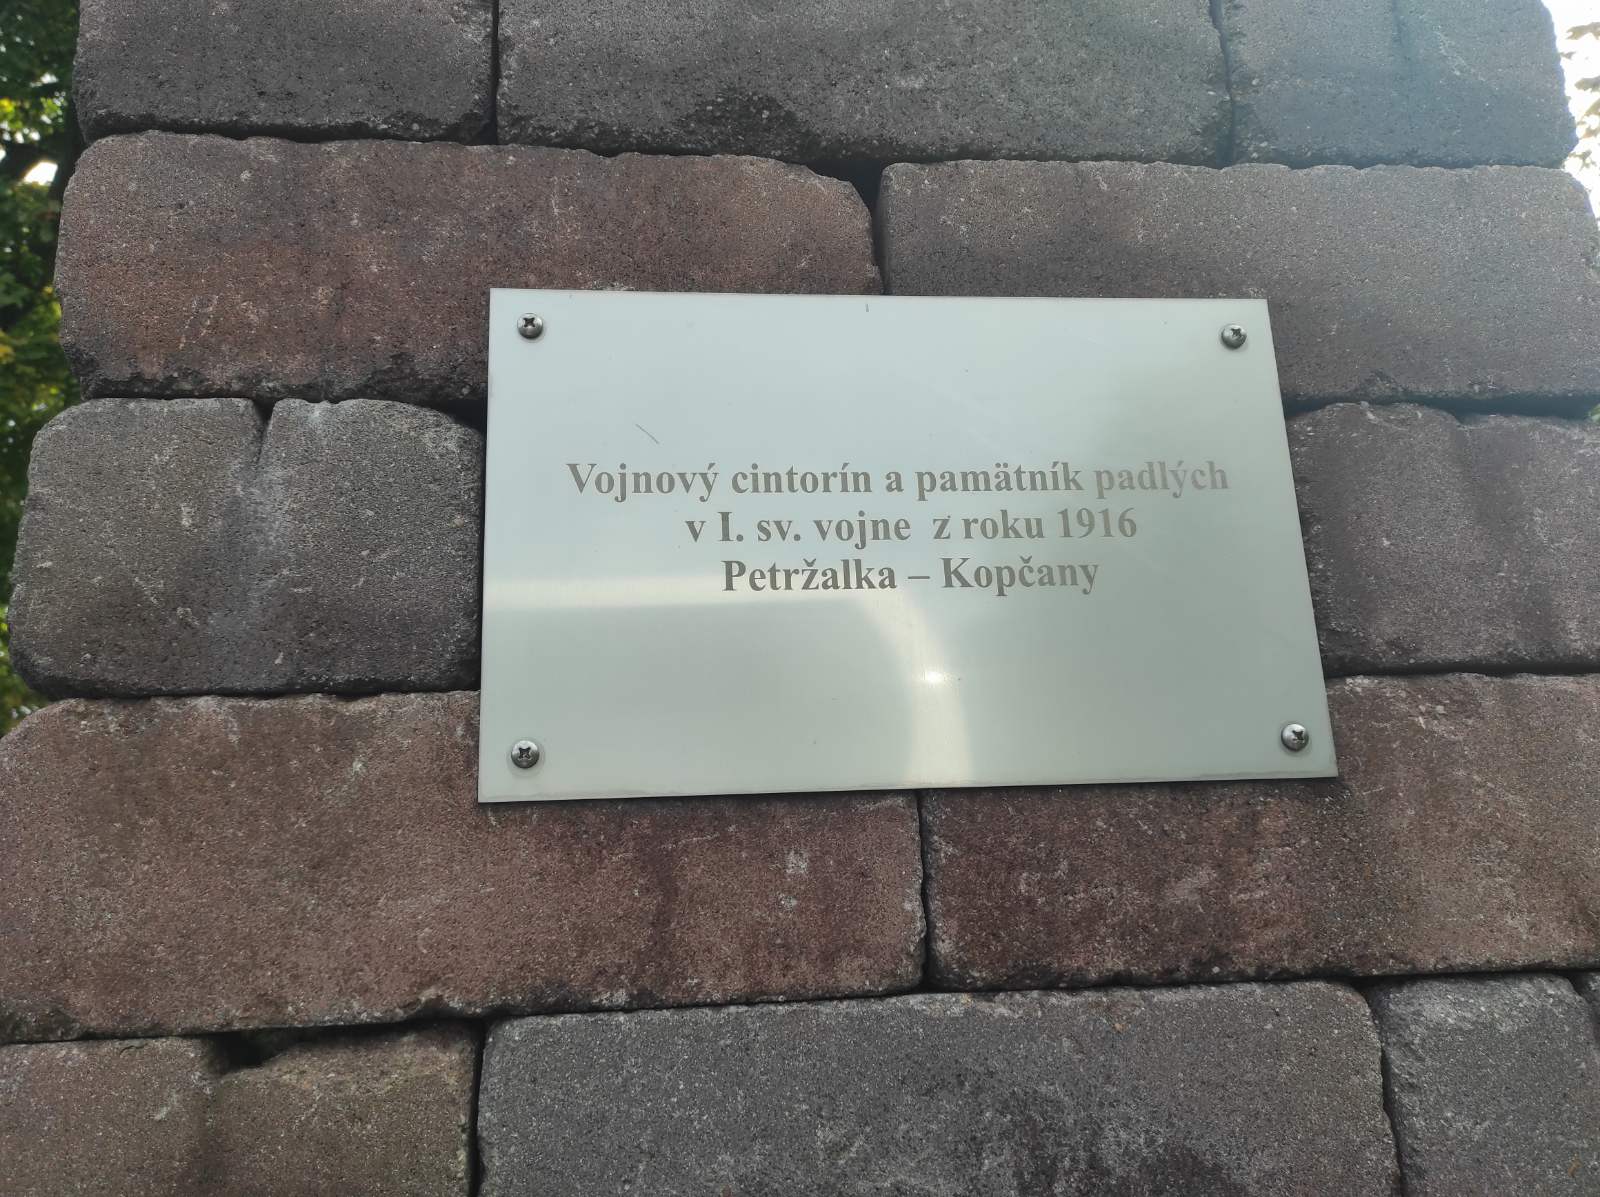 Vojnový cintorín a pamätník padlých
v I. sv. vojne z roku 1916
Petržalka – Kopčany